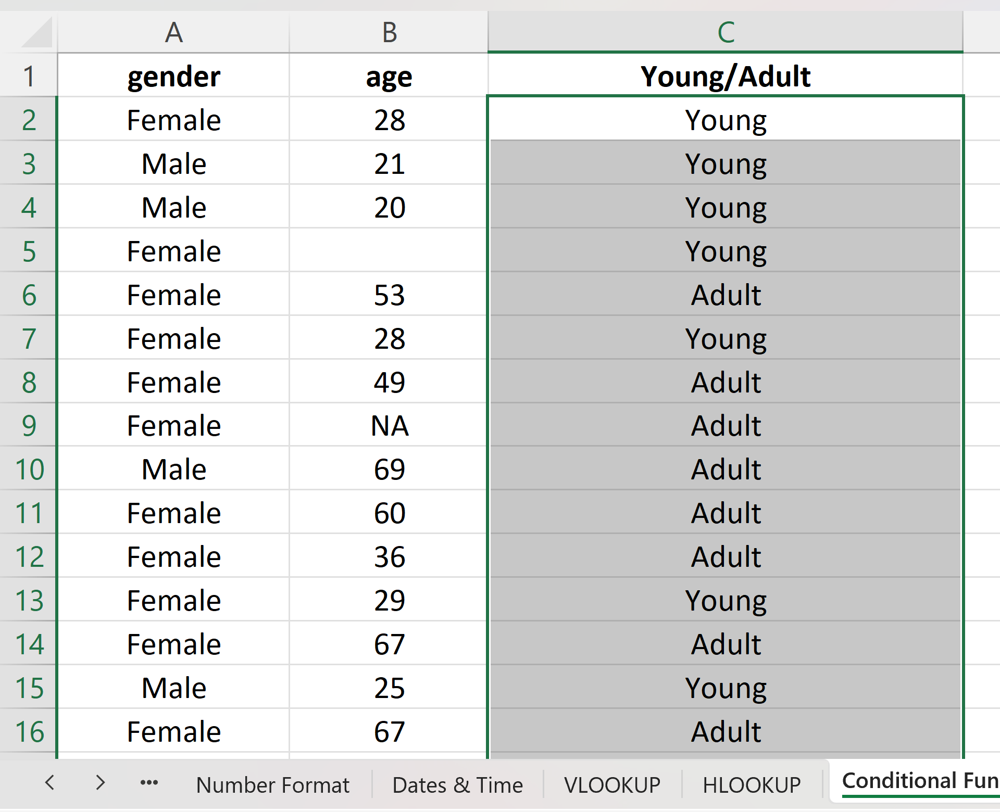 A B C
1 gender age Young/Adult
2 Female 28 Young
3 Male 21 Young
4 Male 20 Young
5 Female Young
6 Female 53 Adult
7 Female 28 Young
8 Female 49 Adult
9 Female NA Adult
10 Male 69 Adult
11 Female 60 Adult
12 Female 36 Adult
13 Female 29 Young
14 Female 67 Adult
15 Male 25 Young
16 Female 67 Adult
Number Format Dates & Time VLOOKUP HLOOKUP Conditional Fun